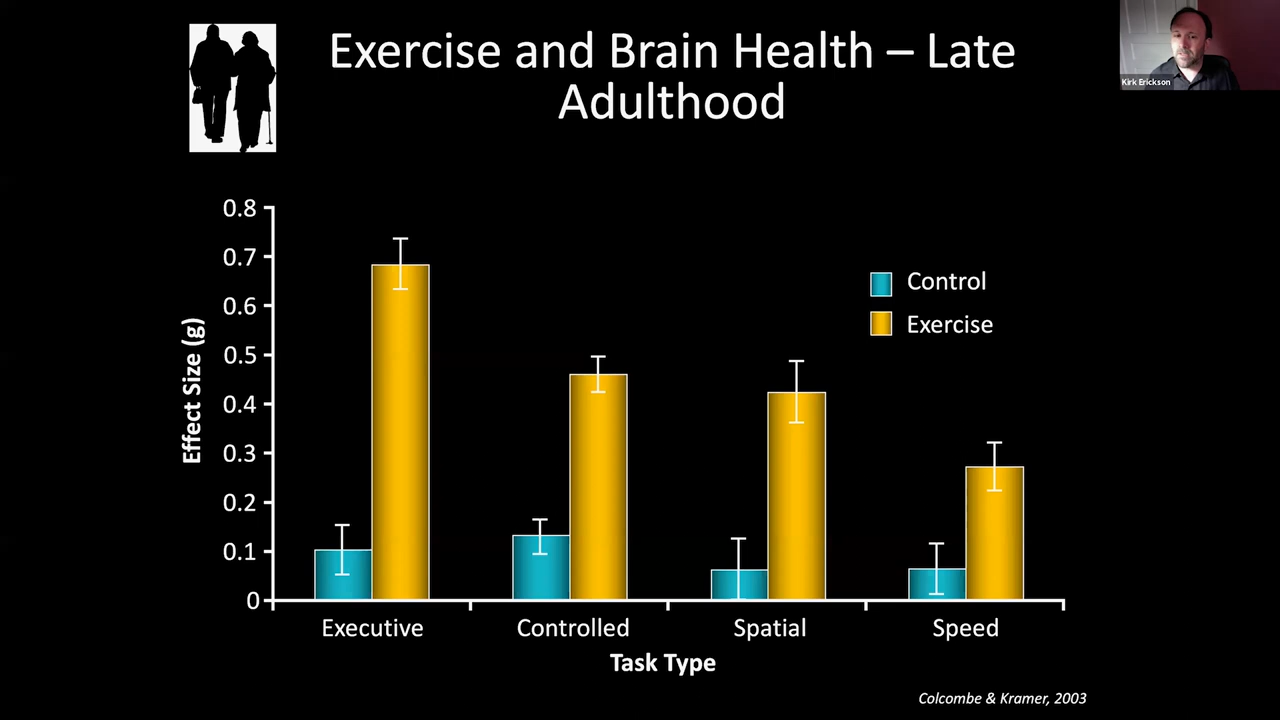 Exercise and Brain Health – Late
Adulthood
Kirk Erickson
0.8
0.7
0.6
0.5
0.4
0.3
0.2
0.1
0
Effect Size (g)
Control
Exercise
Executive
Controlled
Spatial
Speed
Task Type
Colcombe & Kramer, 2003